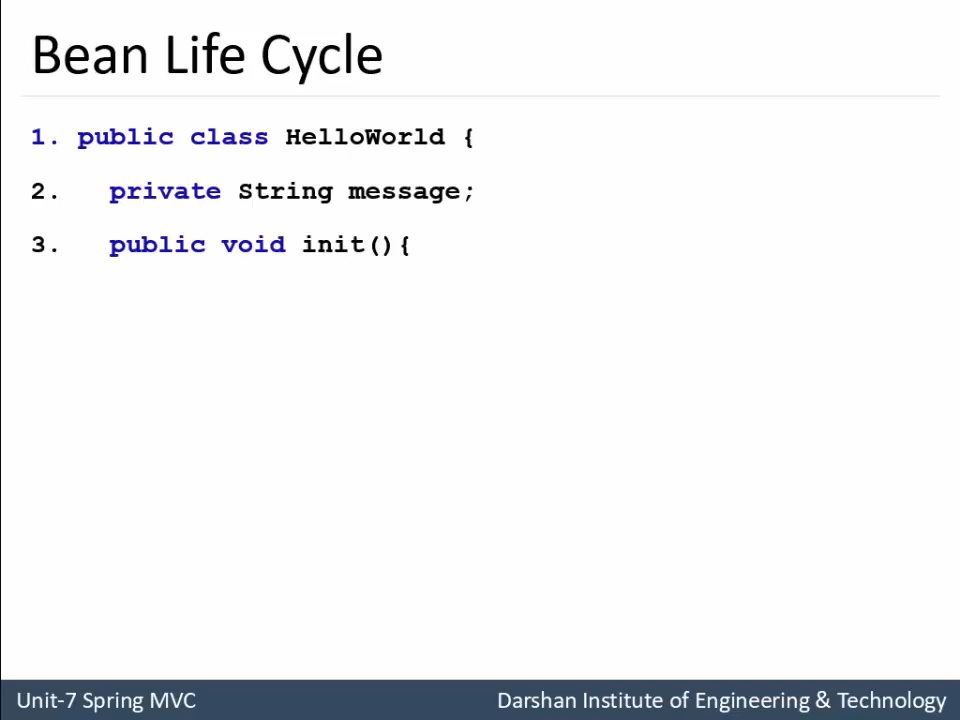 Bean Life Cycle
1. public class HelloWorld {
2. private String message;
3. public void init(){
Unit-7 Spring MVC
Darshan Institute of Engineering & Technology